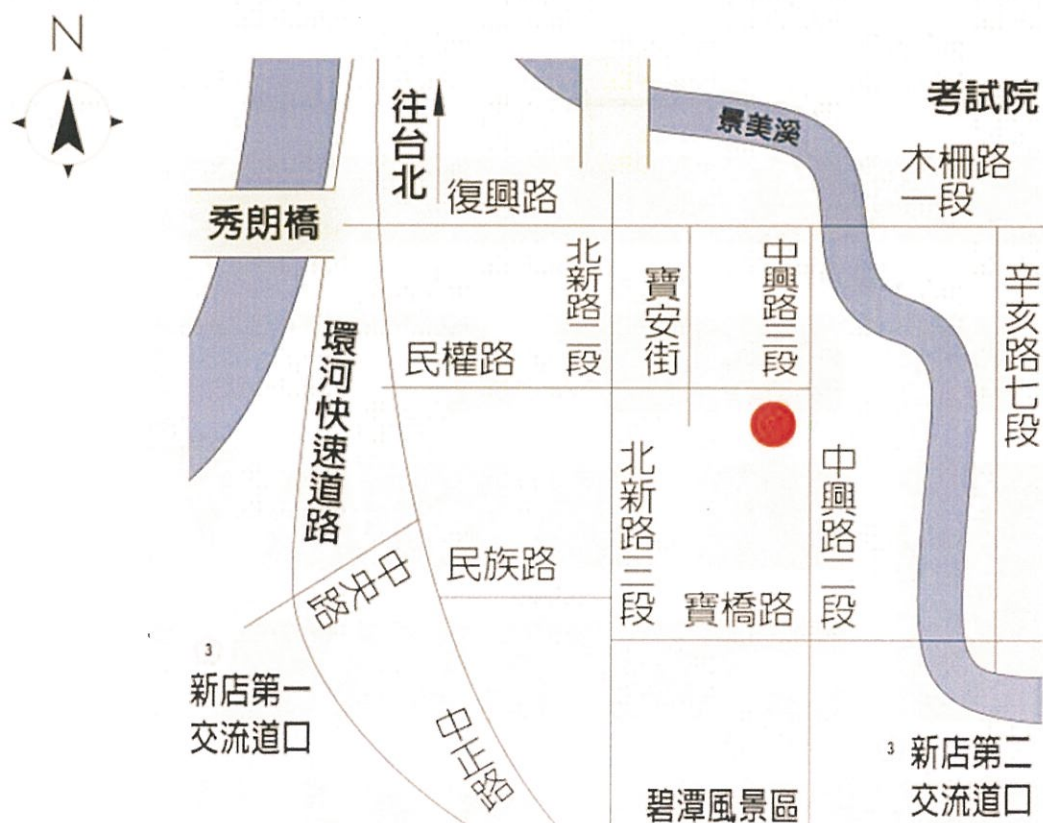 N
考試院
往台北
景美溪
木柵路
一段
復興路
秀朗橋
北新路二段
寶安街
中興路三段
辛亥路七段
環河快速道路
民權路
北新路三段
中興路二段
民族路
中央路
寶橋路
3
新店第一
交流道口
中正路
3
新店第二
交流道口
碧潭風景區